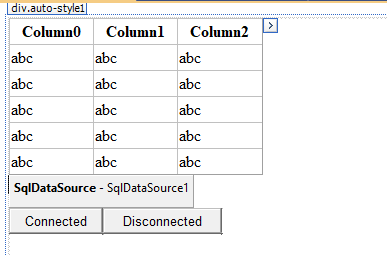 div.auto-style1
Column0 Column1 Column2
abc abc abc
abc abc abc
abc abc abc
abc abc abc
abc abc abc
SqlDataSource - SqlDataSource1
Connected Disconnected